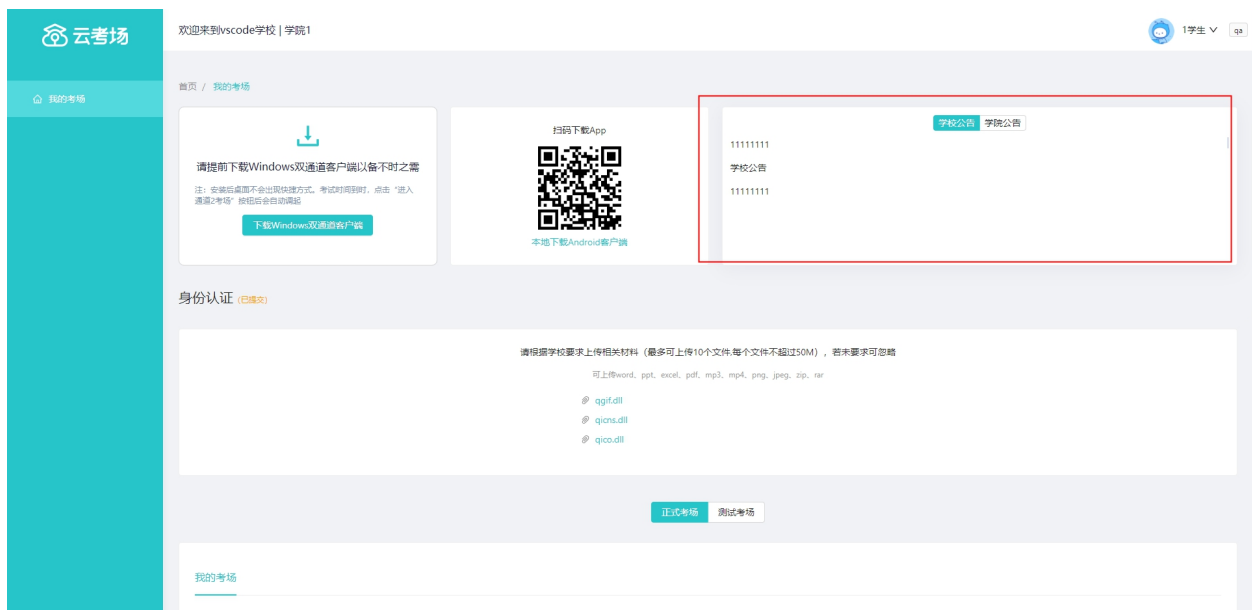 云考场
欢迎来到vscode学校 | 学院1
1学生
qa
我的考场
首页 / 我的考场
请提前下载Windows双通道客户端以备不时之需
注：安装后桌面不会出现快捷方式。考试时间到时，点击“进入
通道2考场”按钮后会自动调起
下载Windows双通道客户端
扫码下载App
本地下载Android客户端
学校公告 学院公告
11111111
学校公告
11111111
身份认证 (已提交)
请根据学校要求上传相关材料（最多可上传10个文件,每个文件不超过50M），若未要求可忽略
可上传word、ppt、excel、pdf、mp3、mp4、png、jpeg、zip、rar
qgif.dll
qicns.dll
qico.dll
正式考场 测试考场
我的考场